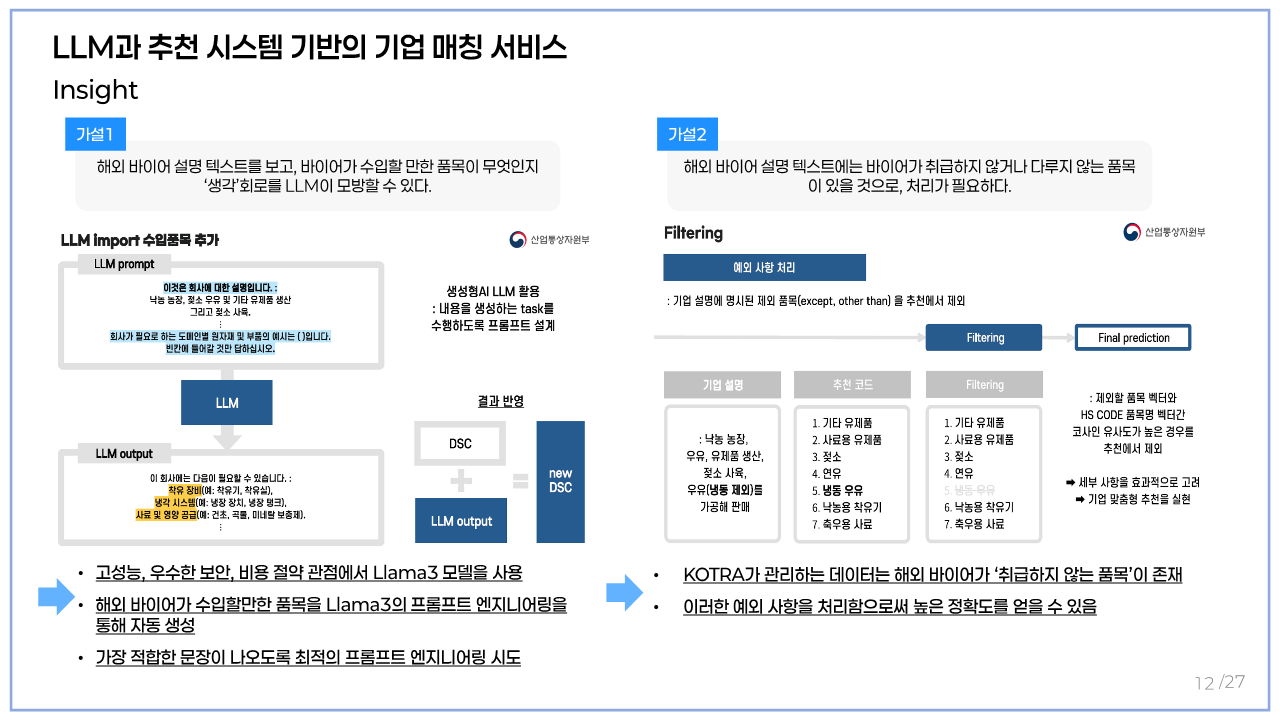 LLM과 추천 시스템 기반의 기업 매칭 서비스
Insight
가설1
해외 바이어 설명 텍스트를 보고, 바이어가 수입할 만한 품목이 무엇인지
‘생각’회로를 LLM이 모방할 수 있다.
LLM import 수입품목 추가
산업통상자원부
LLM prompt
이것은 회사에 대한 설명입니다. :
낙농 농장, 젖소 우유 및 기타 유제품 생산
그리고 젖소 사육.
⋮
회사가 필요로 하는 도메인별 원자재 및 부품의 예시는 ( )입니다.
빈칸에 들어갈 것만 답하십시오.
LLM
LLM output
이 회사에는 다음이 필요할 수 있습니다. :
착유 장비(예: 착유기, 착유실),
냉각 시스템(예: 냉장 장치, 냉장 탱크),
사료 및 영양 공급(예: 건초, 곡물, 미네랄 보충제).
⋮
생성형AI LLM 활용
: 내용을 생성하는 task를
수행하도록 프롬프트 설계
결과 반영
DSC
+
LLM output
=
new
DSC
• 고성능, 우수한 보안, 비용 절약 관점에서 Llama3 모델을 사용
• 해외 바이어가 수입할만한 품목을 Llama3의 프롬프트 엔지니어링을
통해 자동 생성
• 가장 적합한 문장이 나오도록 최적의 프롬프트 엔지니어링 시도
가설2
해외 바이어 설명 텍스트에는 바이어가 취급하지 않거나 다루지 않는 품목
이 있을 것으로, 처리가 필요하다.
Filtering
산업통상자원부
예외 사항 처리
: 기업 설명에 명시된 제외 품목(except, other than) 을 추천에서 제외
Filtering
Final prediction
기업 설명
: 낙농 농장,
우유, 유제품 생산,
젖소 사육,
우유(냉동 제외)를
가공해 판매
추천 코드
1. 기타 유제품
2. 사료용 유제품
3. 젖소
4. 연유
5. 냉동 우유
6. 낙농용 착유기
7. 축우용 사료
Filtering
1. 기타 유제품
2. 사료용 유제품
3. 젖소
4. 연유
5. 냉동 우유
6. 낙농용 착유기
7. 축우용 사료
: 제외할 품목 벡터와
HS CODE 품목명 벡터간
코사인 유사도가 높은 경우를
추천에서 제외
➡ 세부 사항을 효과적으로 고려
➡ 기업 맞춤형 추천을 실현
• KOTRA가 관리하는 데이터는 해외 바이어가 ‘취급하지 않는 품목’이 존재
• 이러한 예외 사항을 처리함으로써 높은 정확도를 얻을 수 있음
12 /27